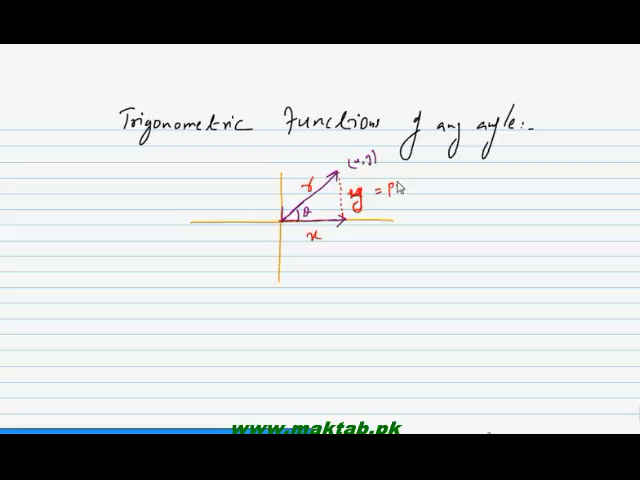 Trigonometric Functions of any angle:-
(x,y)
r
y = P
θ
x
www.maktab.pk